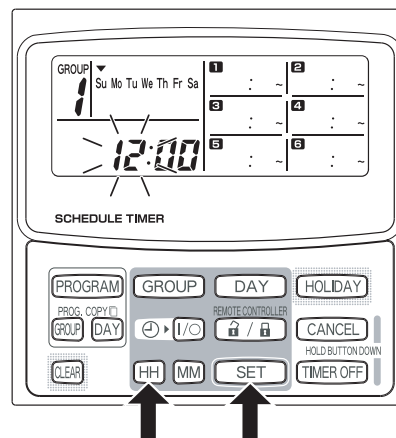 GROUP 1
Su Mo Tu We Th Fr Sa
12:00
1 : ~ 2 : ~
3 : ~ 4 : ~
5 : ~ 6 : ~
SCHEDULE TIMER
PROGRAM GROUP DAY HOLIDAY
PROG. COPY REMOTE CONTROLLER
GROUP DAY I/O / CANCEL
HOLD BUTTON DOWN
CLEAR HH MM SET TIMER OFF